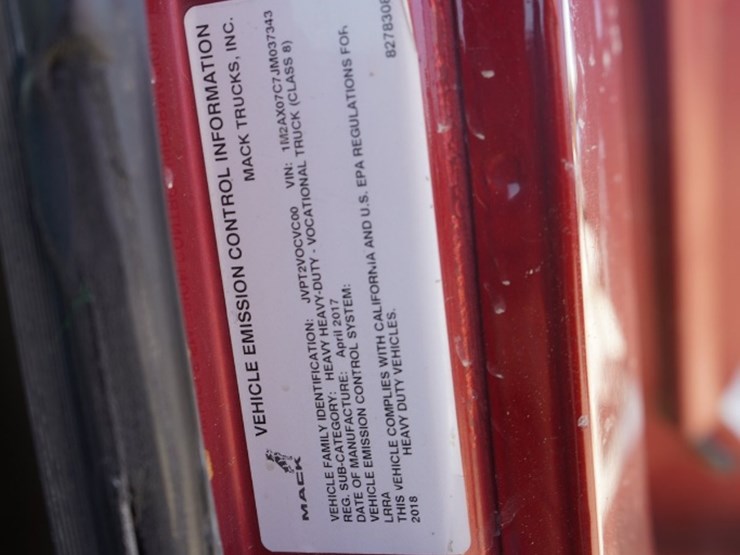 VEHICLE EMISSION CONTROL INFORMATION
MACK TRUCKS, INC.
MACK
VEHICLE FAMILY IDENTIFICATION: JVPT2VOCVC00 VIN: 1M2AX07C7JM037343
REG. SUB-CATEGORY: HEAVY HEAVY-DUTY - VOCATIONAL TRUCK (CLASS 8)
DATE OF MANUFACTURE: April 2017
VEHICLE EMISSION CONTROL SYSTEM:
LRRA
THIS VEHICLE COMPLIES WITH CALIFORNIA AND U.S. EPA REGULATIONS FOR
HEAVY DUTY VEHICLES.
2018
8278308